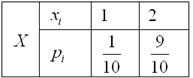 X x_i 1 2
p_i 1/10 9/10